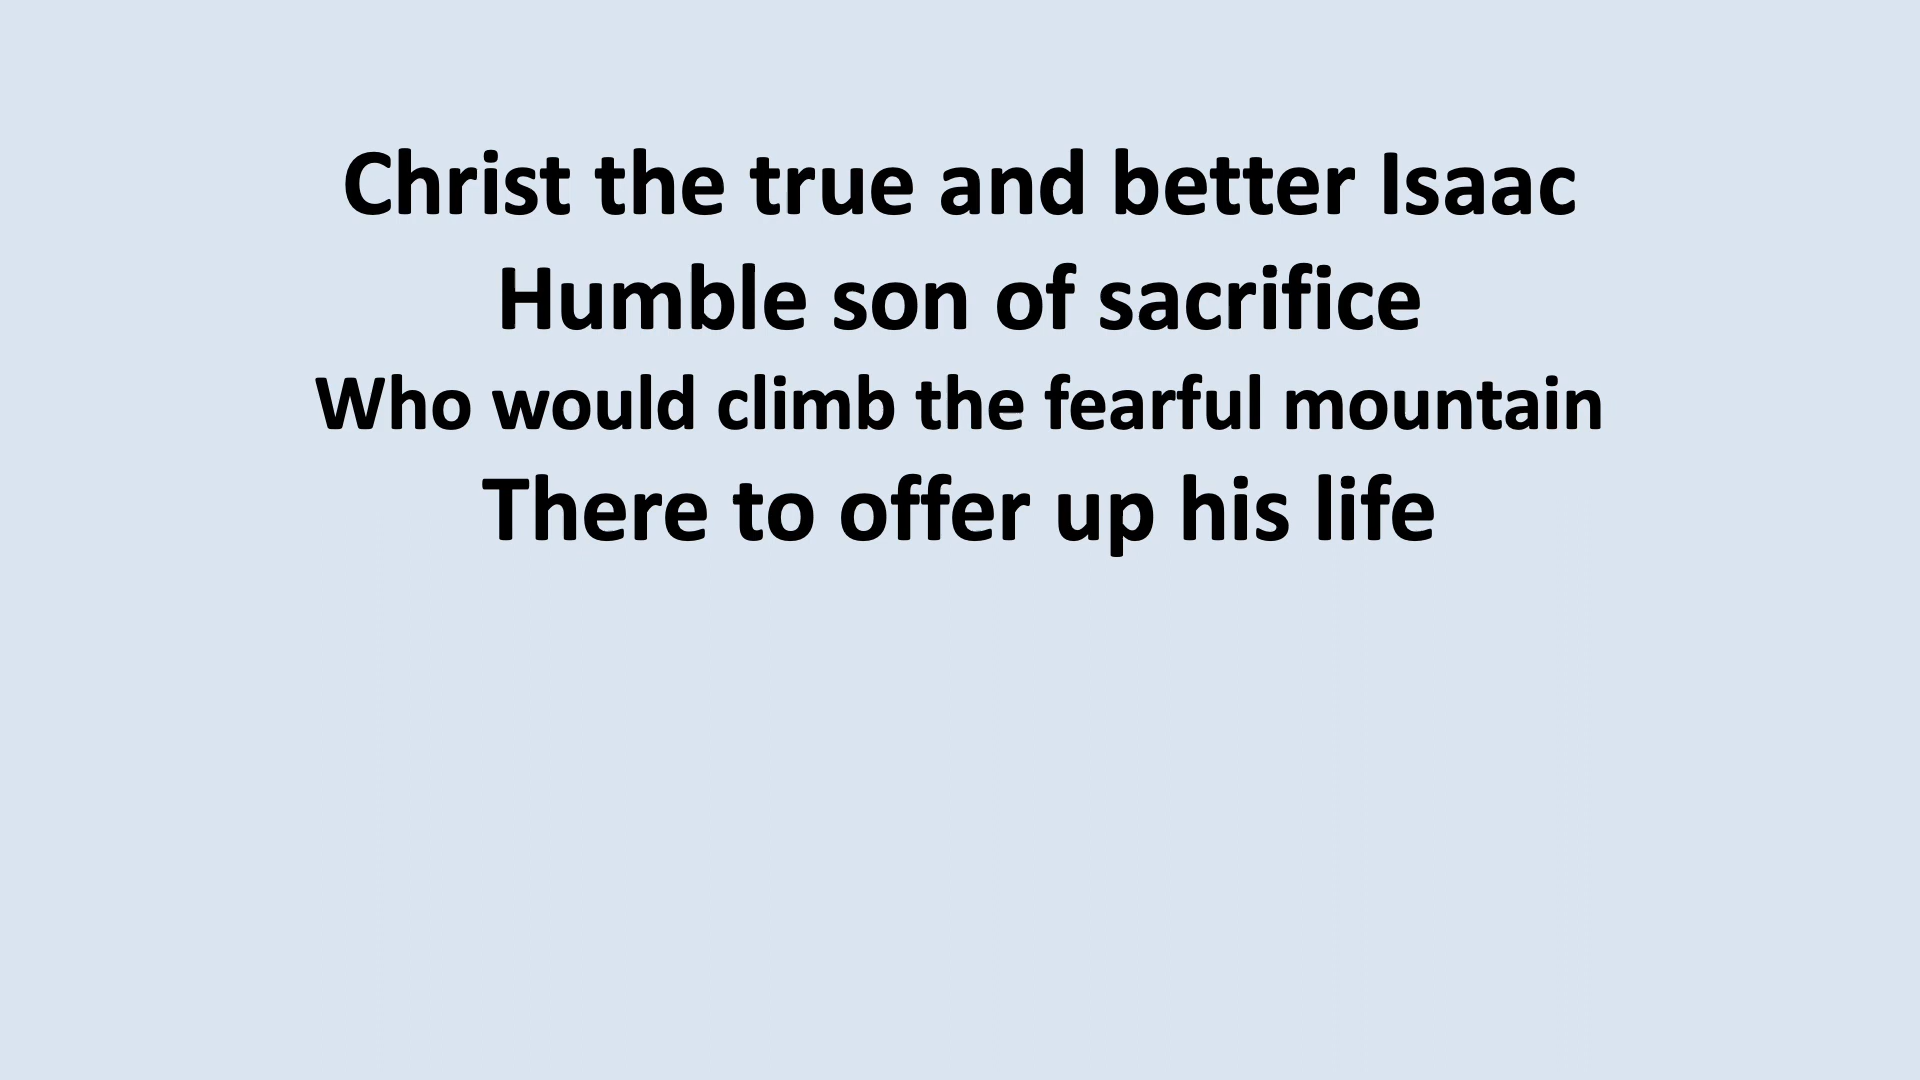 Christ the true and better Isaac
Humble son of sacrifice
Who would climb the fearful mountain
There to offer up his life